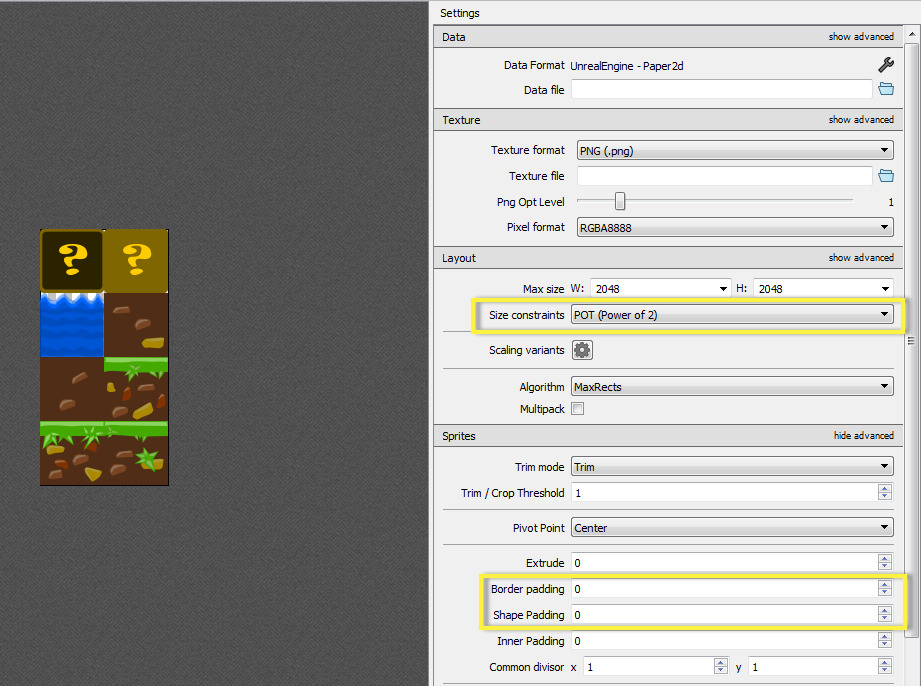 Settings
Data show advanced
Data Format UnrealEngine - Paper2d
Data file
Texture show advanced
Texture format PNG (.png)
Texture file
Png Opt Level 1
Pixel format RGBA8888
Layout show advanced
Max size W: 2048 H: 2048
Size constraints POT (Power of 2)
Scaling variants
Algorithm MaxRects
Multipack
Sprites hide advanced
Trim mode Trim
Trim / Crop Threshold 1
Pivot Point Center
Extrude 0
Border padding 0
Shape Padding 0
Inner Padding 0
Common divisor x 1 y 1
? ?